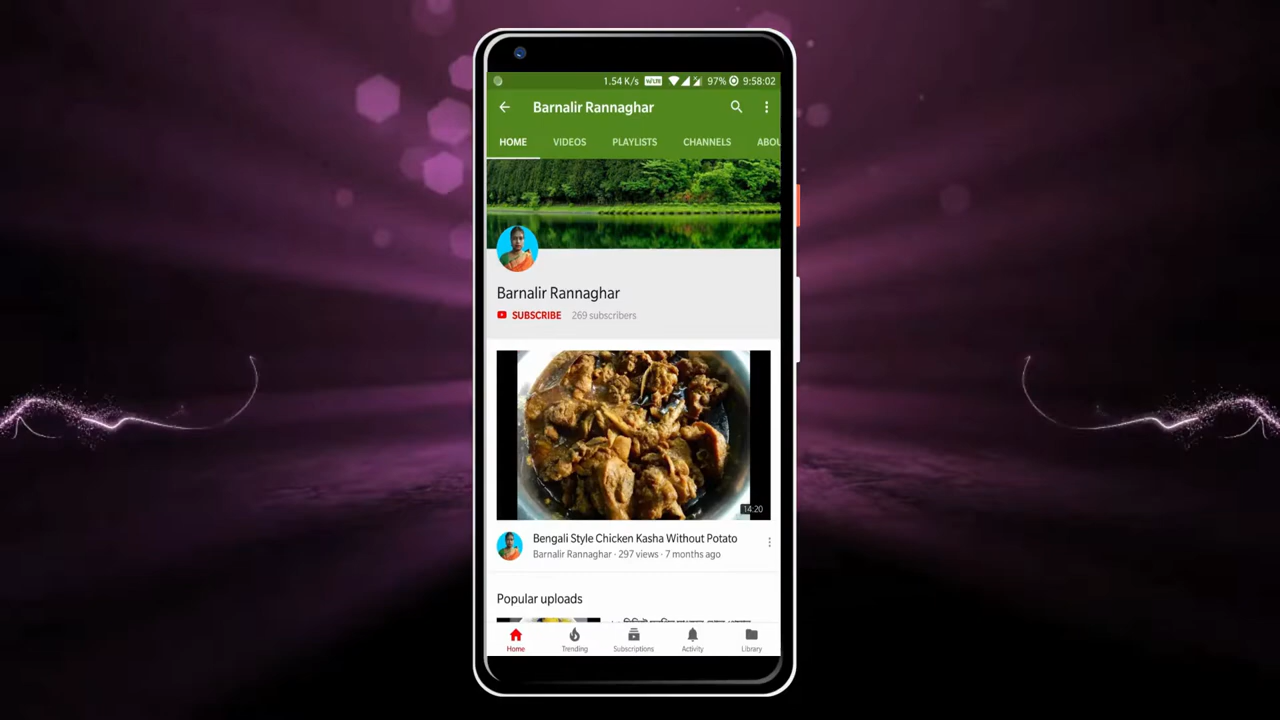 1.54 K/s VoLTE 97% 9:58:02
Barnalir Rannaghar
HOME VIDEOS PLAYLISTS CHANNELS ABOU
Barnalir Rannaghar
SUBSCRIBE 269 subscribers
14:20
Bengali Style Chicken Kasha Without Potato
Barnalir Rannaghar · 297 views · 7 months ago
Popular uploads
Home Trending Subscriptions Activity Library